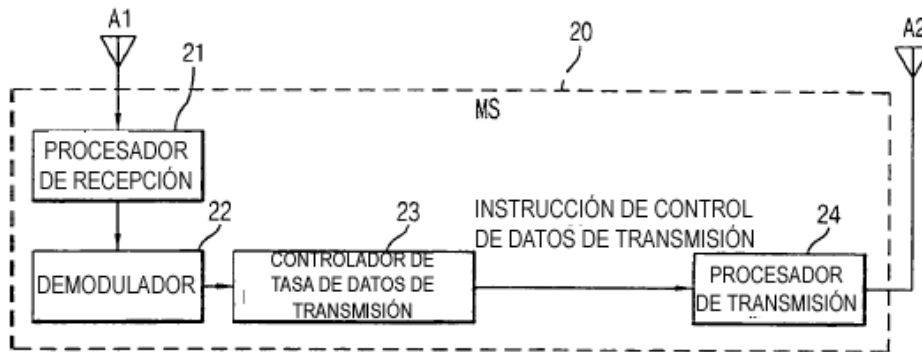 A1
A2
20
MS
21
PROCESADOR
DE RECEPCIÓN
22
DEMODULADOR
23
CONTROLADOR DE
TASA DE DATOS DE
TRANSMISIÓN
INSTRUCCIÓN DE CONTROL
DE DATOS DE TRANSMISIÓN
24
PROCESADOR
DE TRANSMISIÓN